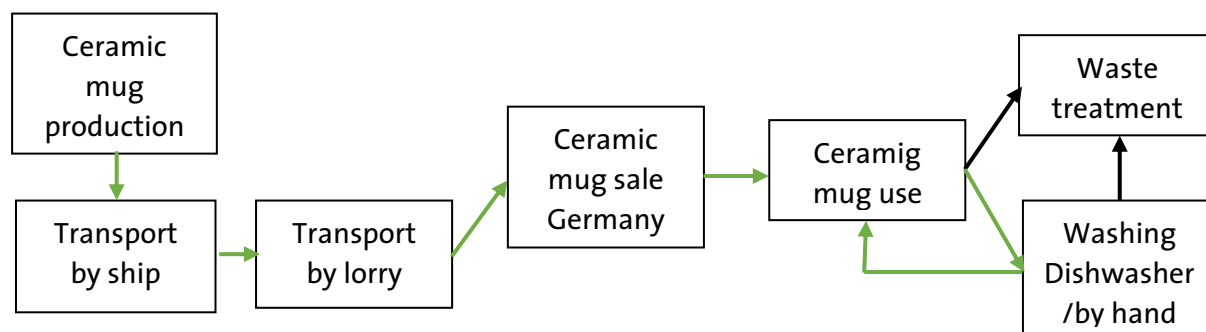 Ceramic
mug
production
Transport
by ship
Transport
by lorry
Ceramic
mug sale
Germany
Ceramig
mug use
Waste
treatment
Washing
Dishwasher
/by hand